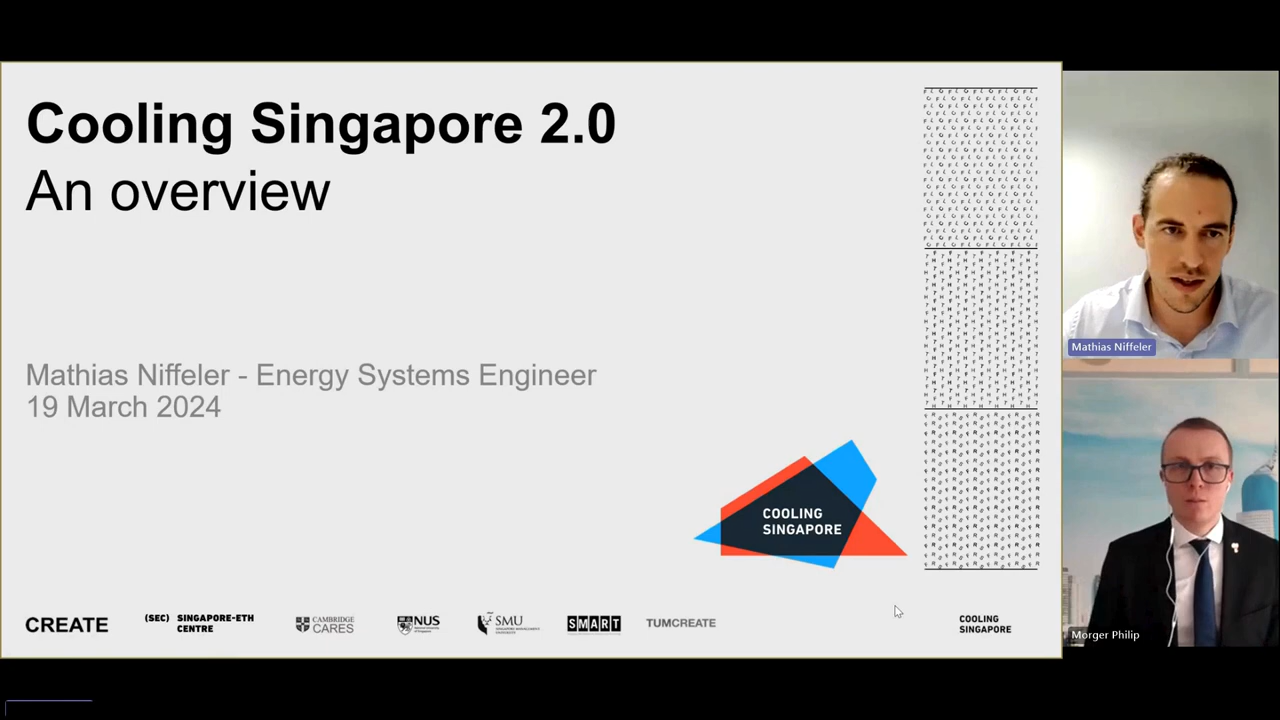 Cooling Singapore 2.0
An overview
Mathias Niffeler - Energy Systems Engineer
19 March 2024
COOLING
SINGAPORE
CREATE
(SEC) SINGAPORE-ETH
CENTRE
CAMBRIDGE
CARES
NUS
SMU
SMART
TUMCREATE
COOLING
SINGAPORE
Mathias Niffeler
Morger Philip